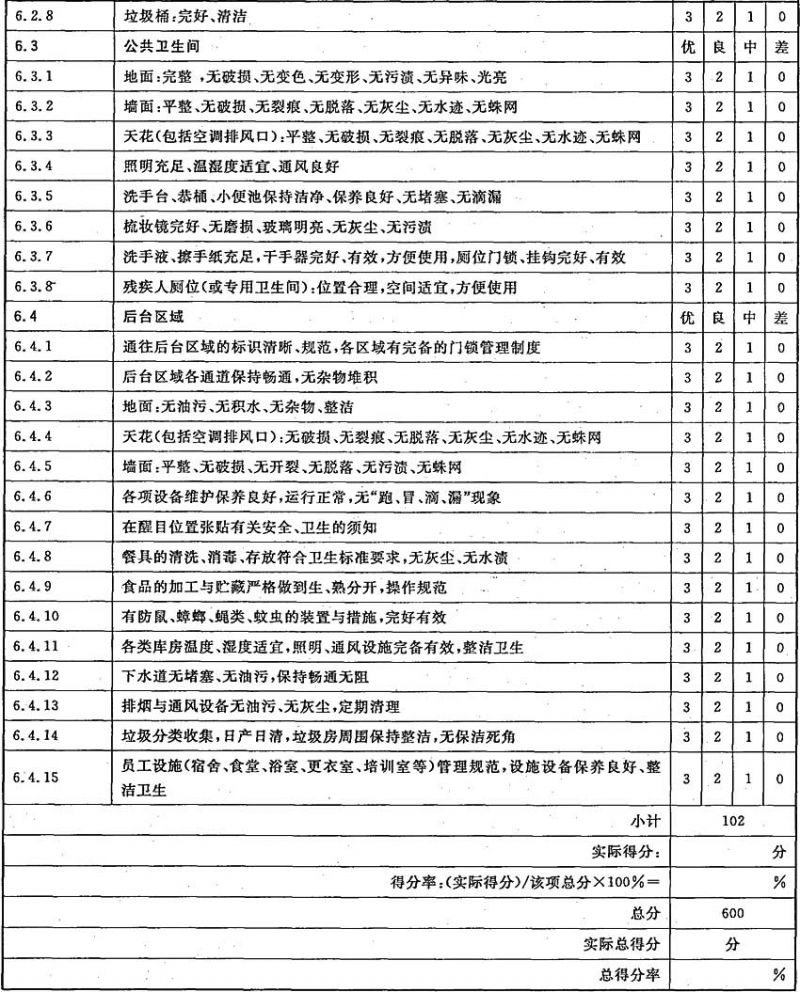 6.2.8 垃圾桶:完好、清洁 3 2 1 0
6.3 公共卫生间 优 良 中 差
6.3.1 地面:完整,无破损、无变色、无变形、无污渍、无异味、光亮 3 2 1 0
6.3.2 墙面:平整、无破损、无裂痕、无脱落、无灰尘、无水迹、无蛛网 3 2 1 0
6.3.3 天花(包括空调排风口):平整、无破损、无裂痕、无脱落、无灰尘、无水迹、无蛛网 3 2 1 0
6.3.4 照明充足、温湿度适宜、通风良好 3 2 1 0
6.3.5 洗手台、恭桶、小便池保持洁净、保养良好、无堵塞、无滴漏 3 2 1 0
6.3.6 梳妆镜完好、无磨损、玻璃明亮、无灰尘、无污渍 3 2 1 0
6.3.7 洗手液、擦手纸充足,干手器完好、有效,方便使用,厕位门锁、挂钩完好、有效 3 2 1 0
6.3.8 残疾人厕位(或专用卫生间):位置合理,空间适宜,方便使用 3 2 1 0
6.4 后台区域 优 良 中 差
6.4.1 通往后台区域的标识清晰、规范,各区域有完备的门锁管理制度 3 2 1 0
6.4.2 后台区域各通道保持畅通,无杂物堆积 3 2 1 0
6.4.3 地面:无油污、无积水、无杂物、整洁 3 2 1 0
6.4.4 天花(包括空调排风口):无破损、无裂痕、无脱落、无灰尘、无水迹、无蛛网 3 2 1 0
6.4.5 墙面:平整、无破损、无开裂、无脱落、无污渍、无蛛网 3 2 1 0
6.4.6 各项设备维护保养良好,运行正常,无“跑、冒、滴、漏”现象 3 2 1 0
6.4.7 在醒目位置张贴有关安全、卫生的须知 3 2 1 0
6.4.8 餐具的清洗、消毒、存放符合卫生标准要求,无灰尘、无水渍 3 2 1 0
6.4.9 食品的加工与贮藏严格做到生、熟分开,操作规范 3 2 1 0
6.4.10 有防鼠、蟑螂、蝇类、蚊虫的装置与措施,完好有效 3 2 1 0
6.4.11 各类库房温度、湿度适宜,照明、通风设施完备有效,整洁卫生 3 2 1 0
6.4.12 下水道无堵塞、无油污,保持畅通无阻 3 2 1 0
6.4.13 排烟与通风设备无油污、无灰尘,定期清理 3 2 1 0
6.4.14 垃圾分类收集,日产日清,垃圾房周围保持整洁,无保洁死角 3 2 1 0
6.4.15 员工设施(宿舍、食堂、浴室、更衣室、培训室等)管理规范,设施设备保养良好、整 3 2 1 0
洁卫生
小计 102
实际得分: 分
得分率:(实际得分)/该项总分×100%= %
总分 600
实际总得分 分
总得分率 %